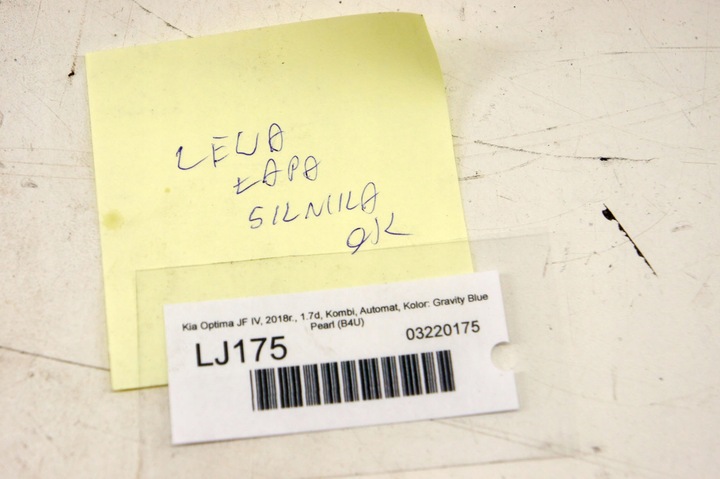 LEWA
ŁAPA
SILNIKA
OK
Kia Optima JF IV, 2018r., 1.7d, Kombi, Automat, Kolor: Gravity Blue
Pearl (B4U)
LJ175
03220175